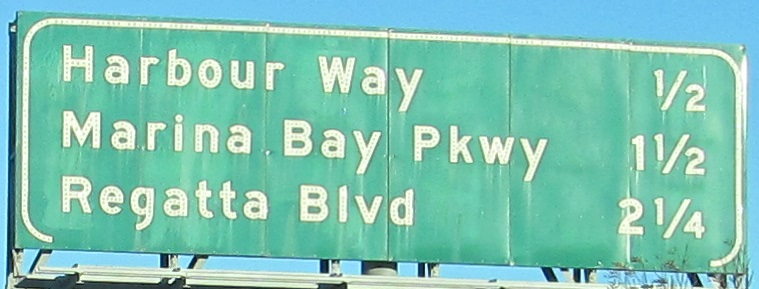 Harbour Way 1/2
Marina Bay Pkwy 1 1/2
Regatta Blvd 2 1/4